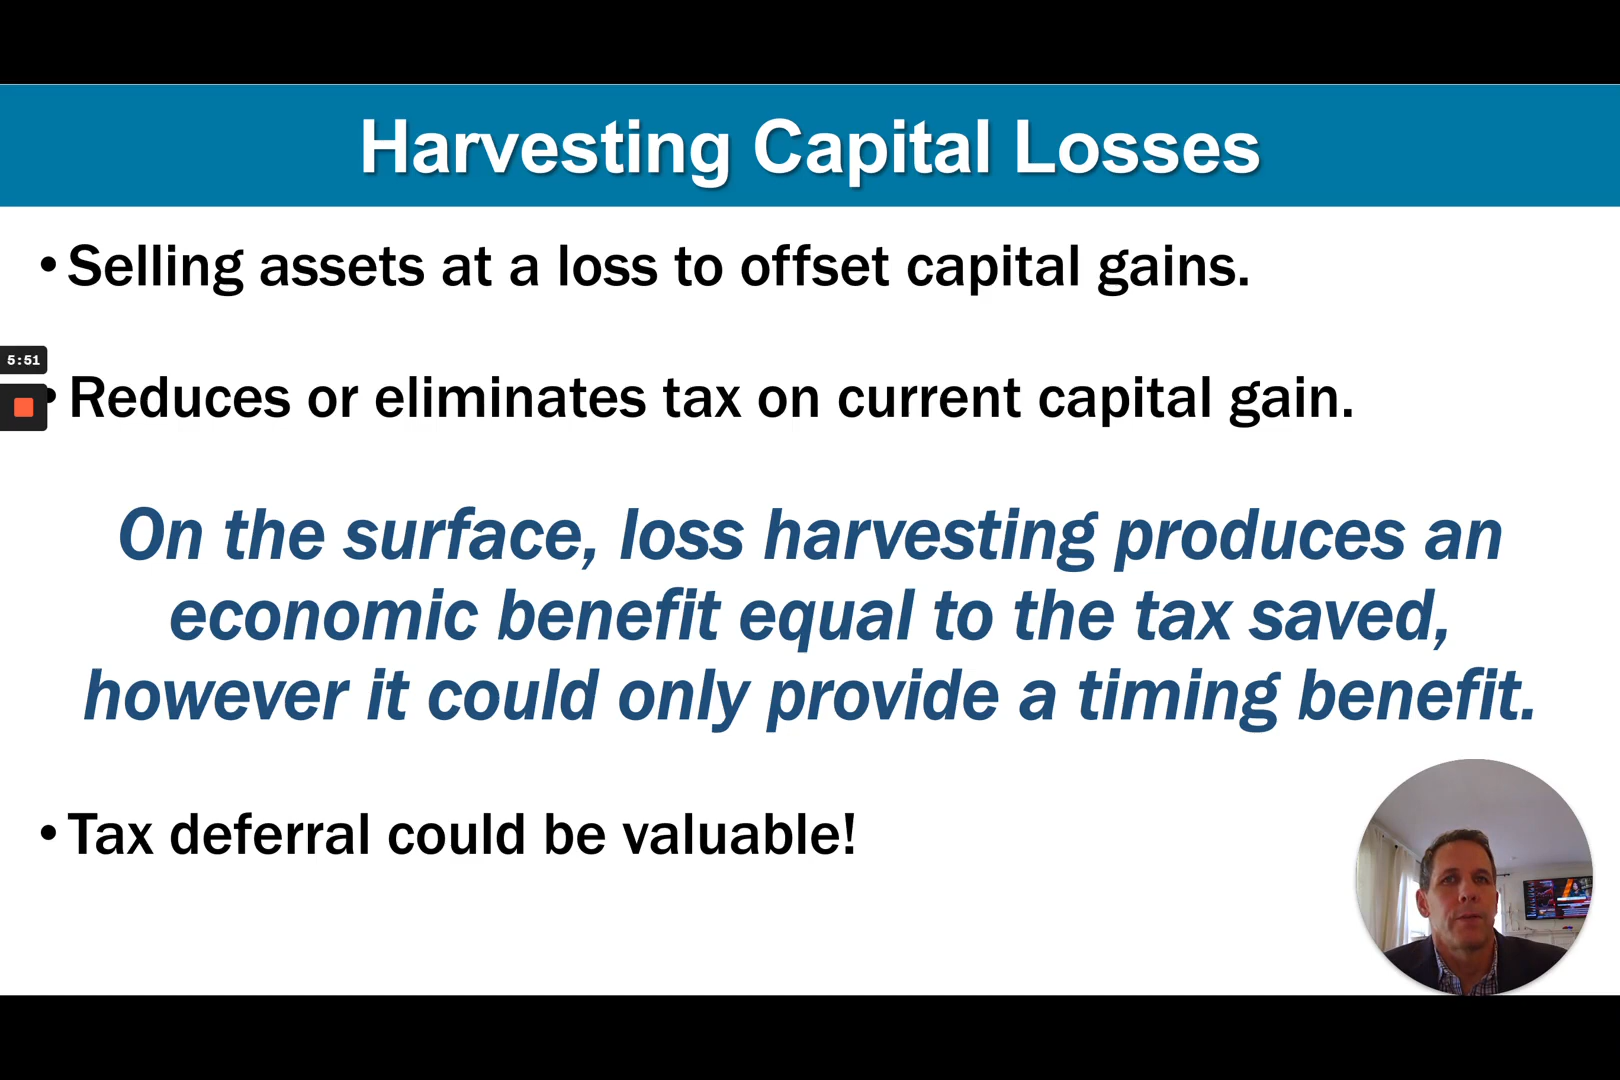 Harvesting Capital Losses
• Selling assets at a loss to offset capital gains.
5:51
• Reduces or eliminates tax on current capital gain.
On the surface, loss harvesting produces an
economic benefit equal to the tax saved,
however it could only provide a timing benefit.
• Tax deferral could be valuable!